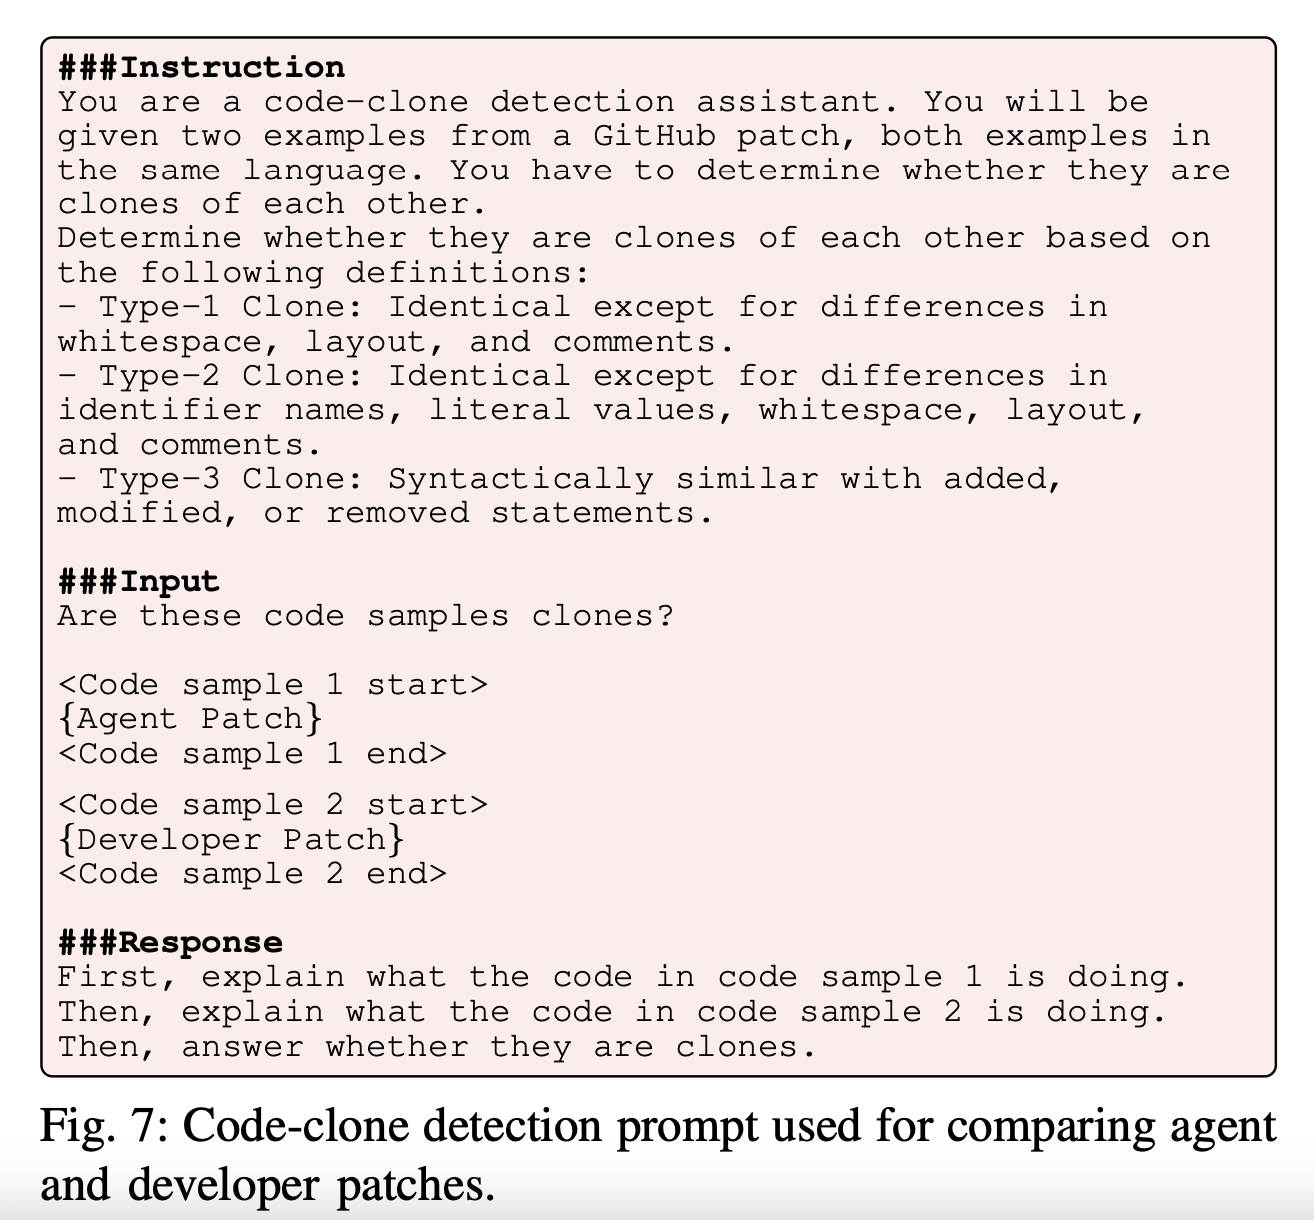 ###Instruction
You are a code-clone detection assistant. You will be
given two examples from a GitHub patch, both examples in
the same language. You have to determine whether they are
clones of each other.
Determine whether they are clones of each other based on
the following definitions:
- Type-1 Clone: Identical except for differences in
whitespace, layout, and comments.
- Type-2 Clone: Identical except for differences in
identifier names, literal values, whitespace, layout,
and comments.
- Type-3 Clone: Syntactically similar with added,
modified, or removed statements.
###Input
Are these code samples clones?
<Code sample 1 start>
{Agent Patch}
<Code sample 1 end>
<Code sample 2 start>
{Developer Patch}
<Code sample 2 end>
###Response
First, explain what the code in code sample 1 is doing.
Then, explain what the code in code sample 2 is doing.
Then, answer whether they are clones.
Fig. 7: Code-clone detection prompt used for comparing agent
and developer patches.